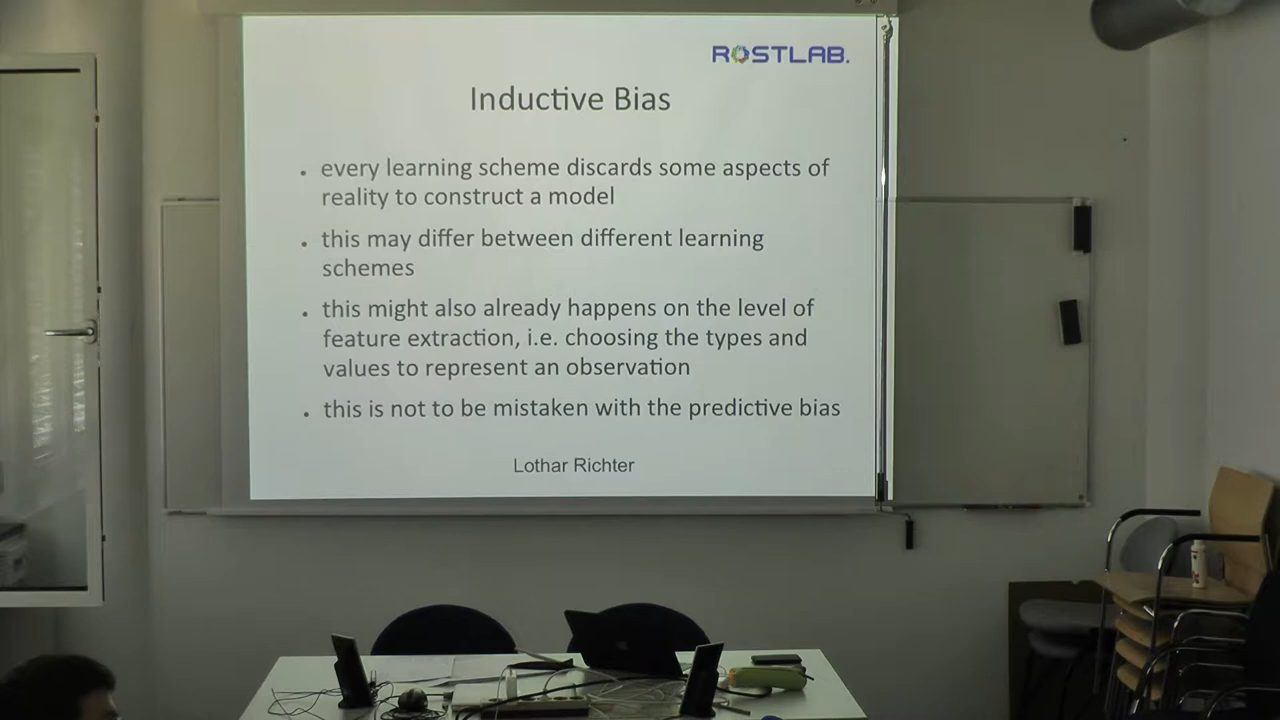 ROSTLAB.
Inductive Bias
• every learning scheme discards some aspects of
reality to construct a model
• this may differ between different learning
schemes
• this might also already happens on the level of
feature extraction, i.e. choosing the types and
values to represent an observation
• this is not to be mistaken with the predictive bias
Lothar Richter